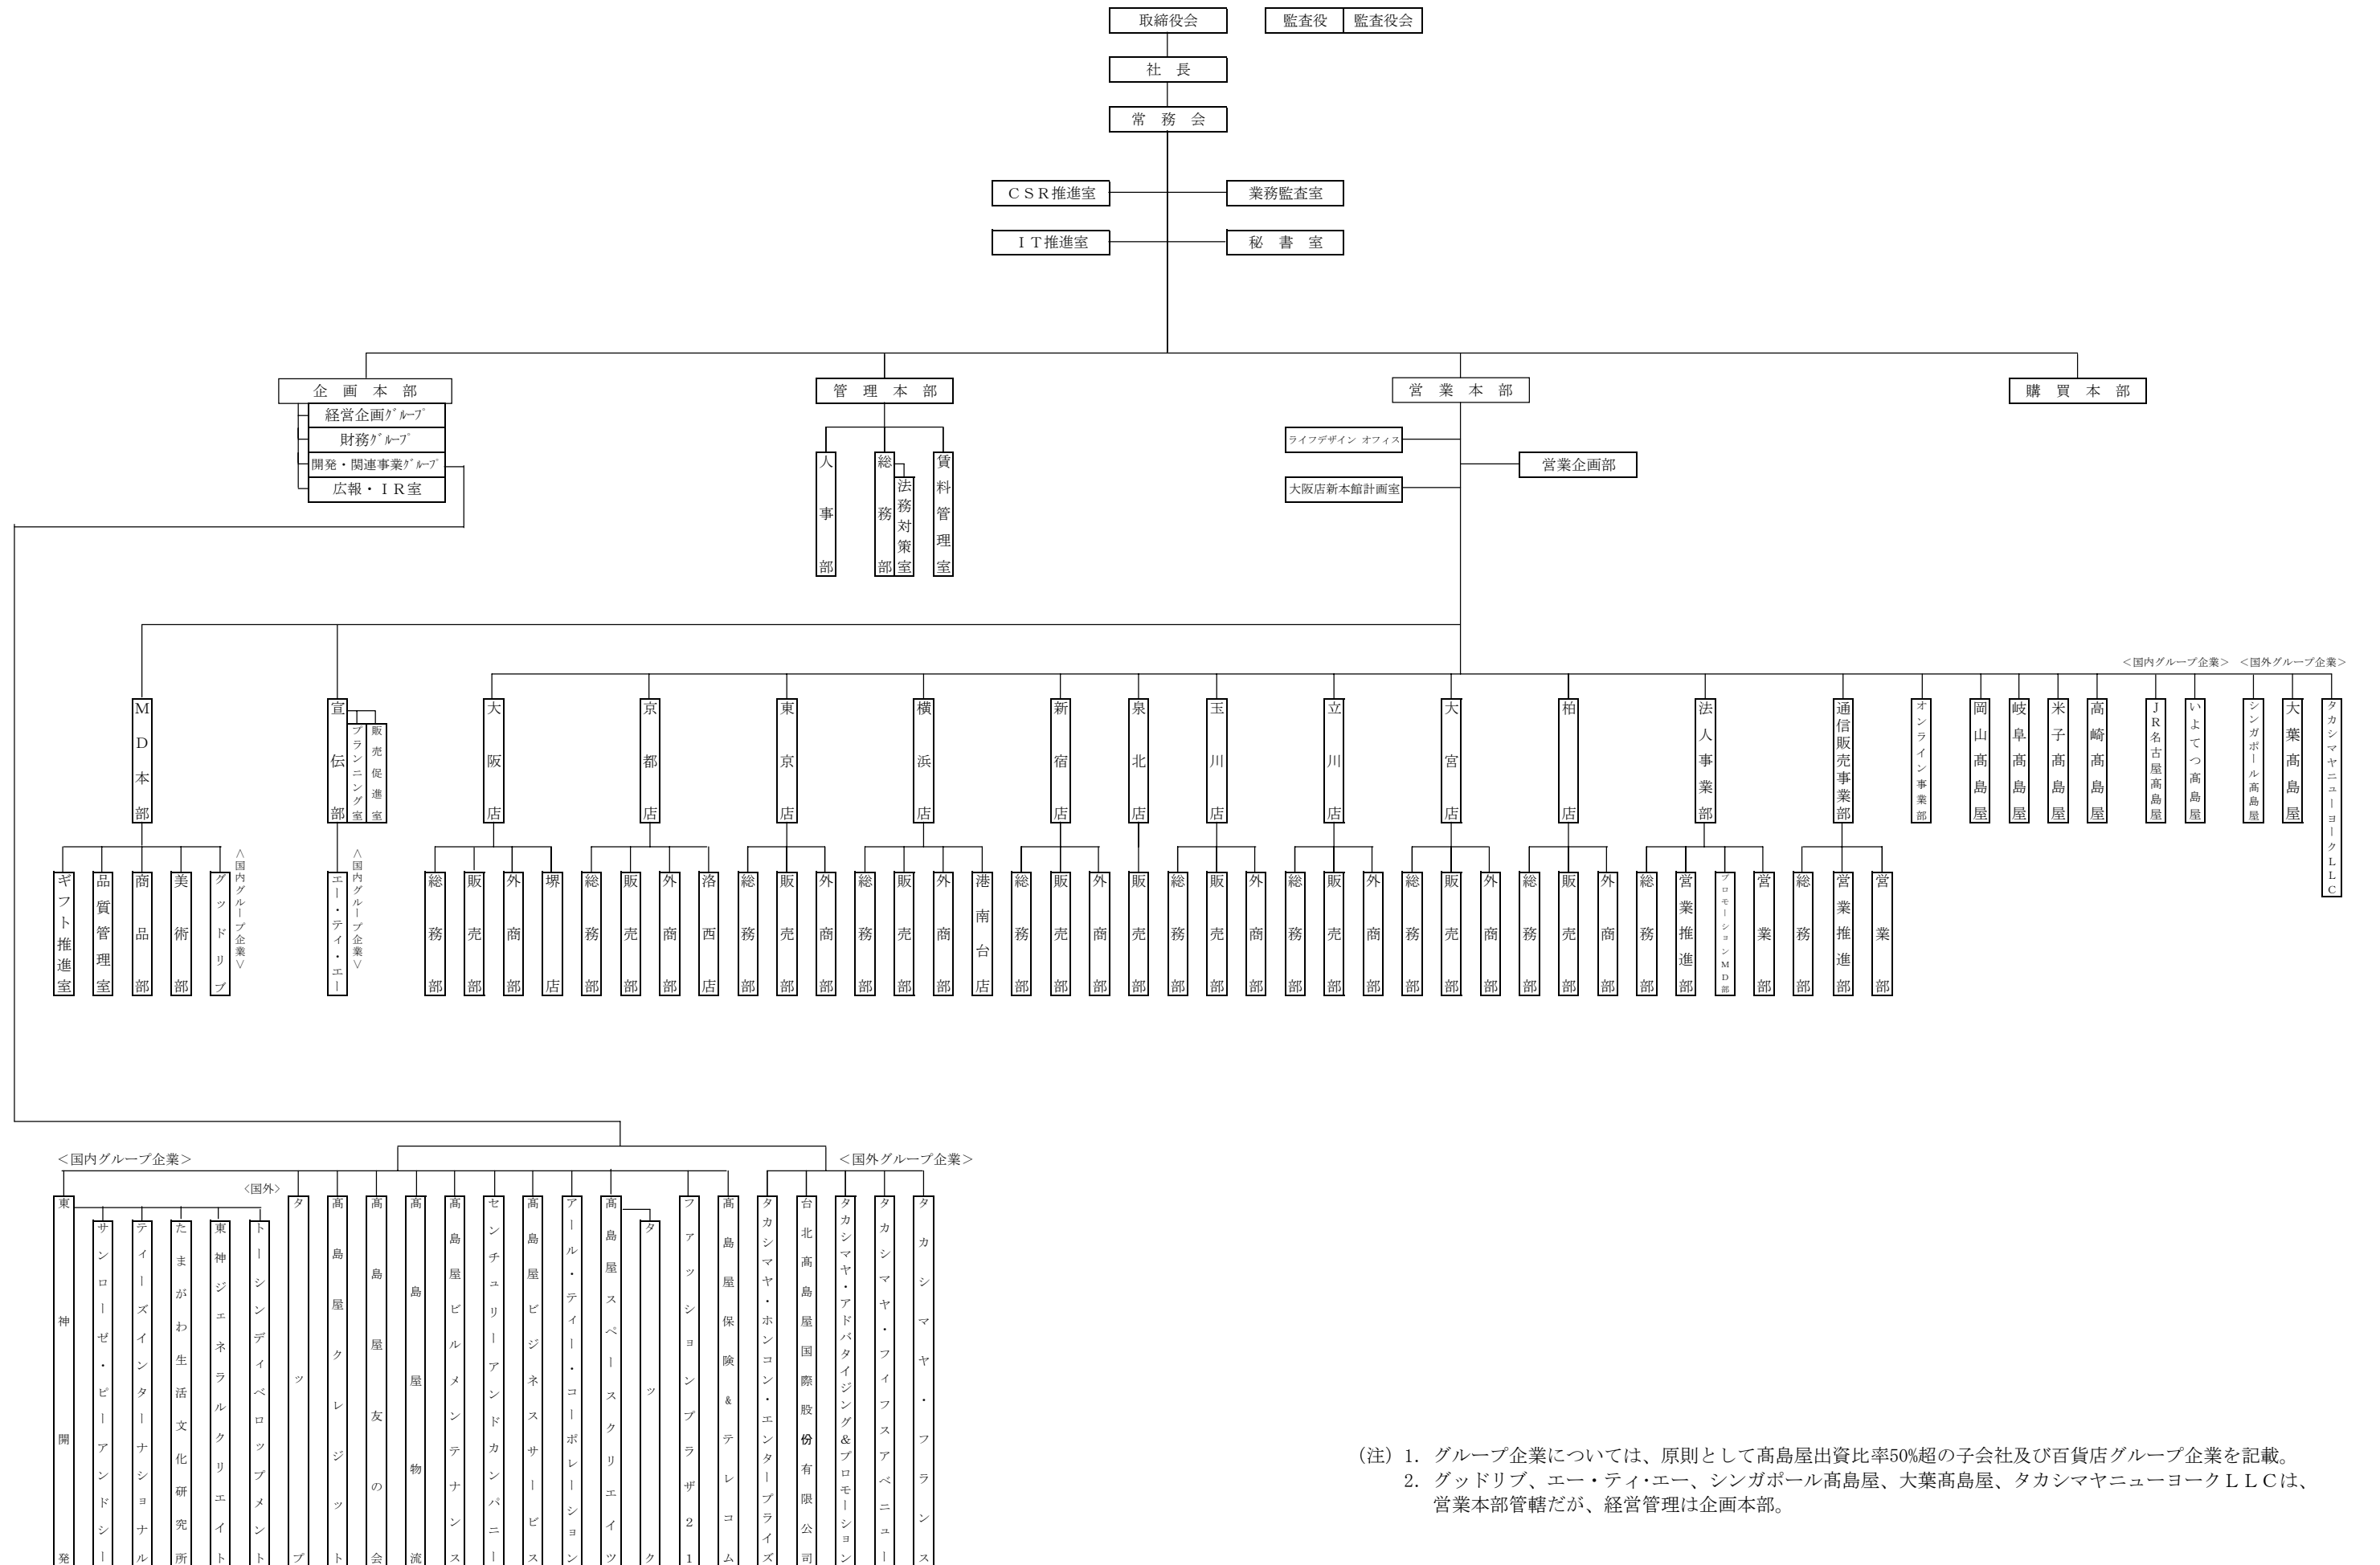 取締役会
監査役 監査役会
社　長
常　務　会
ＣＳＲ推進室
業務監査室
ＩＴ推進室
秘　書　室
企　画　本　部
管　理　本　部
営　業　本　部
購　買　本　部
経営企画ｸﾞﾙｰﾌﾟ
財務ｸﾞﾙｰﾌﾟ
開発・関連事業ｸﾞﾙｰﾌﾟ
広報・ＩＲ室
人事部
総務部
法務対策室
賃料管理室
ライフデザイン オフィス
営業企画部
大阪店新本館計画室
＜国内グループ企業＞
＜国外グループ企業＞
ＭＤ本部
宣伝部
プランニング室
販売促進室
大阪店
京都店
東京店
横浜店
新宿店
泉北店
玉川店
立川店
大宮店
柏店
法人事業部
通信販売事業部
オンライン事業部
岡山髙島屋
岐阜髙島屋
米子髙島屋
高崎髙島屋
ＪＲ名古屋髙島屋
いよてつ髙島屋
シンガポール髙島屋
大葉髙島屋
タカシマヤニューヨークＬＬＣ
ギフト推進室
品質管理室
商品部
美術部
グッドリブ
＜国内グループ企業＞
エー・ティ・エー
＜国内グループ企業＞
総務部
販売部
外商部
堺店
総務部
販売部
外商部
洛西店
総務部
販売部
外商部
総務部
販売部
外商部
港南台店
総務部
販売部
外商部
販売部
総務部
販売部
外商部
総務部
販売部
外商部
総務部
販売部
外商部
総務部
販売部
外商部
総務部
営業推進部
プロモーションＭＤ部
営業部
総務部
営業推進部
営業部
＜国内グループ企業＞
＜国外グループ企業＞
<国外>
東神開発
サンローゼ・ピーアンドシー
ティーズインターナショナル
たまがわ生活文化研究所
東神ジェネラルクリエイト
トーシンディベロップメント
タップ
髙島屋クレジット
髙島屋友の会
髙島屋物流
髙島屋ビルメンテナンス
センチュリーアンドカンパニー
髙島屋ビジネスサービス
アール・ティー・コーポレーション
髙島屋スペースクリエイツ
タック
ファッションプラザ２１
髙島屋保険＆テレコム
タカシマヤ・ホンコン・エンタープライズ
台北髙島屋国際股份有限公司
タカシマヤ・アドバタイジング＆プロモーション
タカシマヤ・フィフスアベニュー
タカシマヤ・フランス
（注）1. グループ企業については、原則として髙島屋出資比率50%超の子会社及び百貨店グループ企業を記載。
2. グッドリブ、エー・ティ・エー、シンガポール髙島屋、大葉髙島屋、タカシマヤニューヨークＬＬＣは、
営業本部管轄だが、経営管理は企画本部。